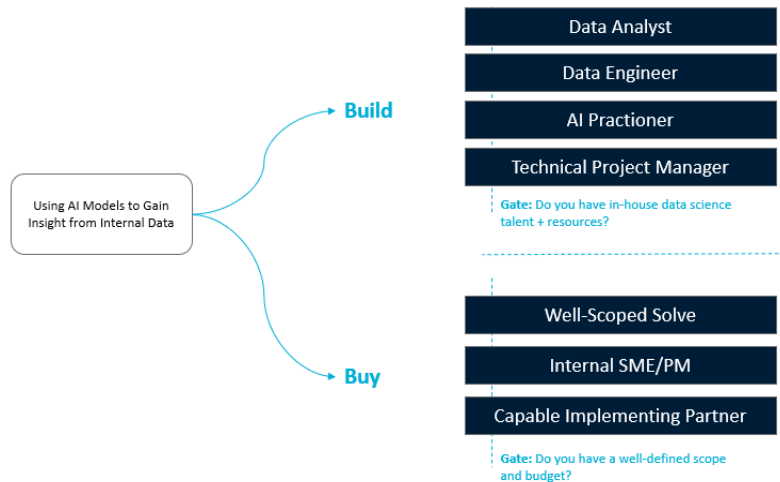 Using AI Models to Gain
Insight from Internal Data
Build
Data Analyst
Data Engineer
AI Practioner
Technical Project Manager
Gate: Do you have in-house data science
talent + resources?
Buy
Well-Scoped Solve
Internal SME/PM
Capable Implementing Partner
Gate: Do you have a well-defined scope
and budget?